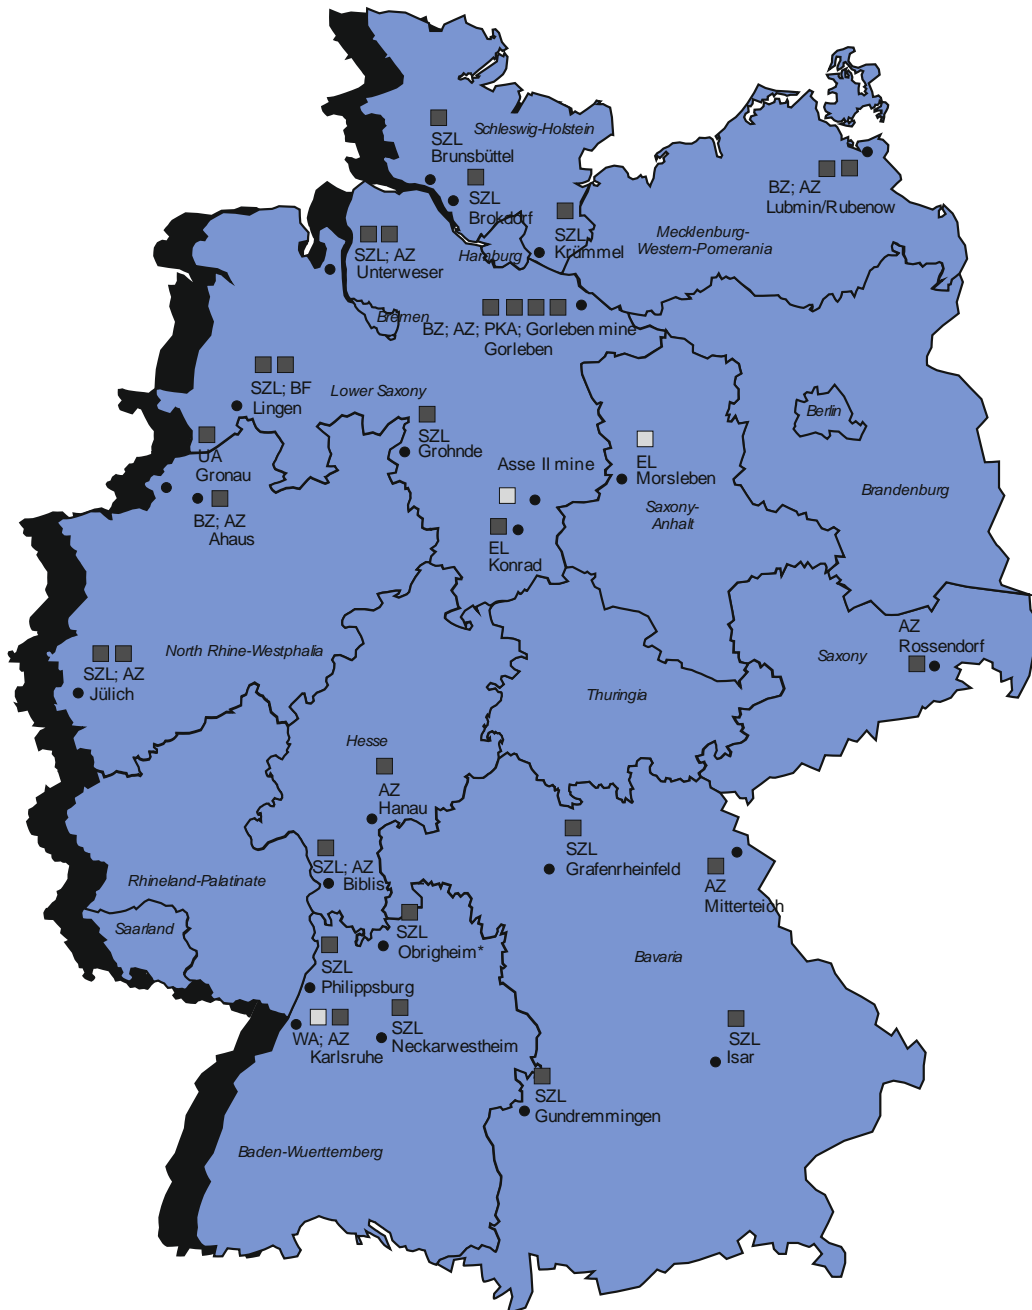 Schleswig-Holstein
SZL
Brunsbüttel
SZL
Brokdorf
BZ; AZ
Lubmin/Rubenow
SZL
Krümmel
Mecklenburg-
Western-Pomerania
SZL; AZ
Unterweser
Hamburg
Bremen
BZ; AZ; PKA; Gorleben mine
Gorleben
SZL; BF
Lingen
Lower Saxony
Berlin
SZL
Grohnde
UA
Gronau
Asse II mine
EL
Morsleben
Brandenburg
BZ; AZ
Ahaus
Saxony-
Anhalt
EL
Konrad
AZ
Rossendorf
North Rhine-Westphalia
Saxony
SZL; AZ
Jülich
Thuringia
Hesse
AZ
Hanau
SZL
Grafenrheinfeld
SZL; AZ
Biblis
Rhineland-Palatinate
AZ
Mitterteich
Saarland
SZL
Obrigheim*
Bavaria
SZL
Philippsburg
WA; AZ
Karlsruhe
SZL
Neckarwestheim
SZL
Isar
SZL
Gundremmingen
Baden-Wuerttemberg